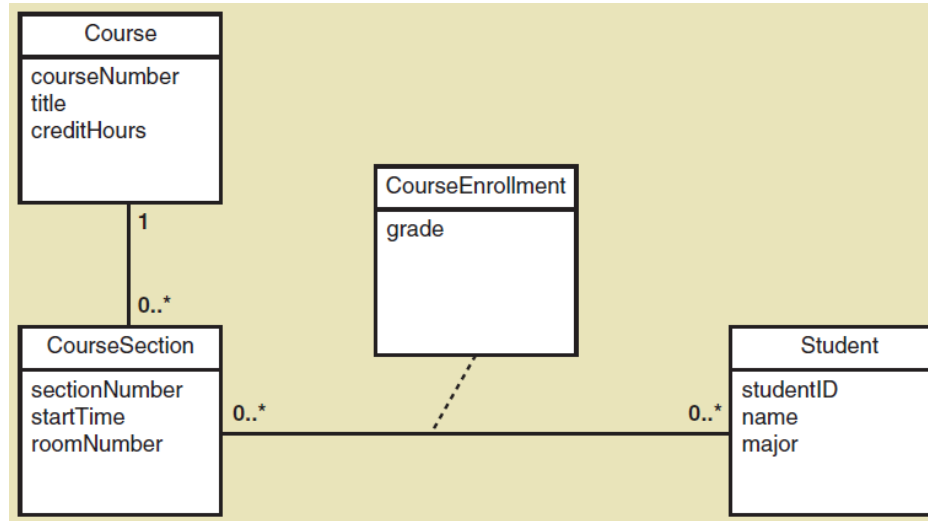 Course
courseNumber
title
creditHours
1
0..*
CourseEnrollment
grade
CourseSection
sectionNumber
startTime
roomNumber
0..*
0..*
Student
studentID
name
major